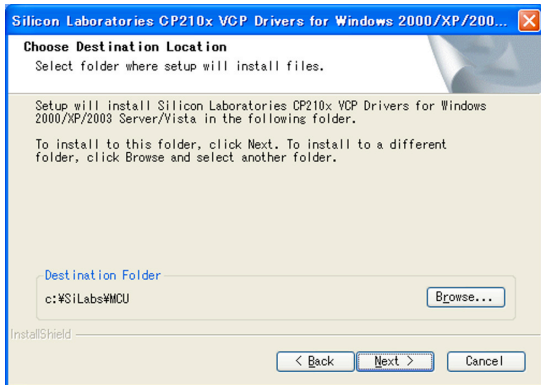 Silicon Laboratories CP210x VCP Drivers for Windows 2000/XP/200...
Choose Destination Location
Select folder where setup will install files.
Setup will install Silicon Laboratories CP210x VCP Drivers for Windows
2000/XP/2003 Server/Vista in the following folder.
To install to this folder, click Next. To install to a different
folder, click Browse and select another folder.
Destination Folder
c:¥SiLabs¥MCU
Browse...
InstallShield
< Back
Next >
Cancel